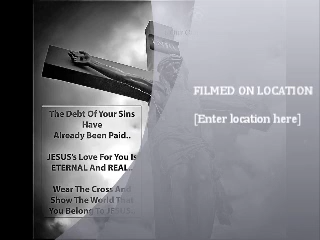 The Debt Of Your Sins
Have
Already Been Paid..
JESUS's Love For You Is
ETERNAL And REAL..
Wear The Cross And
Show The World That
You Belong To JESUS...
FILMED ON LOCATION
[Enter location here]